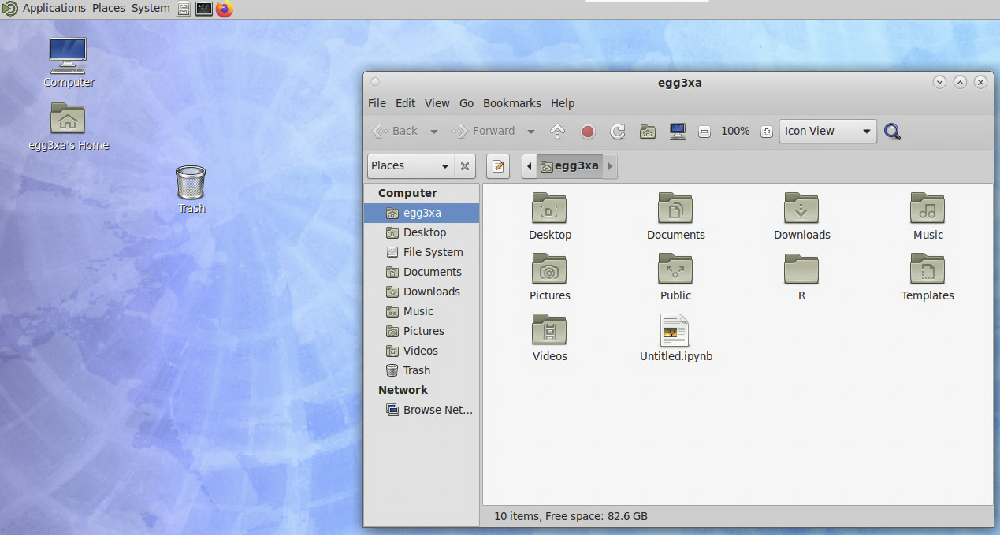 Applications Places System
Computer
egg3xa's Home
Trash
egg3xa
File Edit View Go Bookmarks Help
Back Forward 100% Icon View
Places egg3xa
Computer
egg3xa
Desktop
File System
Documents
Downloads
Music
Pictures
Videos
Trash
Network
Browse Net...
Desktop Documents Downloads Music
Pictures Public R Templates
Videos Untitled.ipynb
10 items, Free space: 82.6 GB